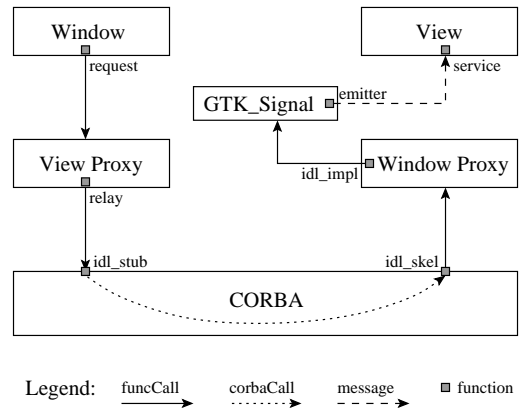 Window
View
request
service
emitter
GTK_Signal
View Proxy
Window Proxy
idl_impl
relay
idl_stub
idl_skel
CORBA
Legend: funcCall corbaCall message function